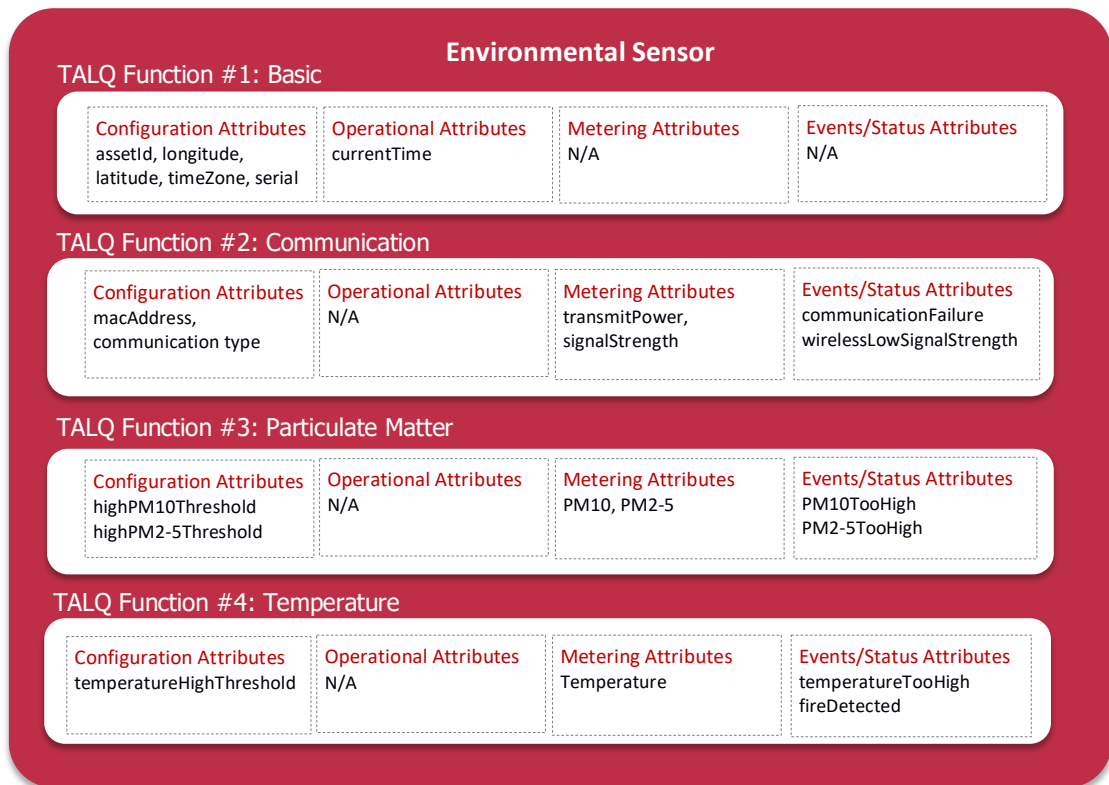 Environmental Sensor
TALQ Function #1: Basic
Configuration Attributes
assetId, longitude,
latitude, timeZone, serial
Operational Attributes
currentTime
Metering Attributes
N/A
Events/Status Attributes
N/A
TALQ Function #2: Communication
Configuration Attributes
macAddress,
communication type
Operational Attributes
N/A
Metering Attributes
transmitPower,
signalStrength
Events/Status Attributes
communicationFailure
wirelessLowSignalStrength
TALQ Function #3: Particulate Matter
Configuration Attributes
highPM10Threshold
highPM2-5Threshold
Operational Attributes
N/A
Metering Attributes
PM10, PM2-5
Events/Status Attributes
PM10TooHigh
PM2-5TooHigh
TALQ Function #4: Temperature
Configuration Attributes
temperatureHighThreshold
Operational Attributes
N/A
Metering Attributes
Temperature
Events/Status Attributes
temperatureTooHigh
fireDetected